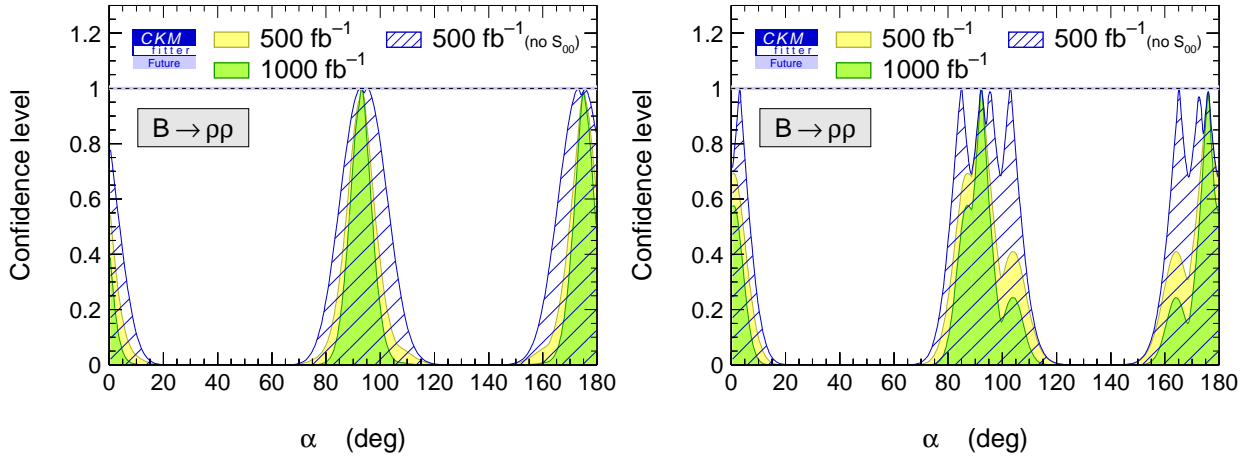 1.2
1
0.8
0.6
0.4
0.2
0
Confidence level
CKM
fitter
Future
500 fb⁻¹
1000 fb⁻¹
500 fb⁻¹(no S₀₀)
B → ρρ
0 20 40 60 80 100 120 140 160 180
α (deg)
1.2
1
0.8
0.6
0.4
0.2
0
Confidence level
CKM
fitter
Future
500 fb⁻¹
1000 fb⁻¹
500 fb⁻¹(no S₀₀)
B → ρρ
0 20 40 60 80 100 120 140 160 180
α (deg)